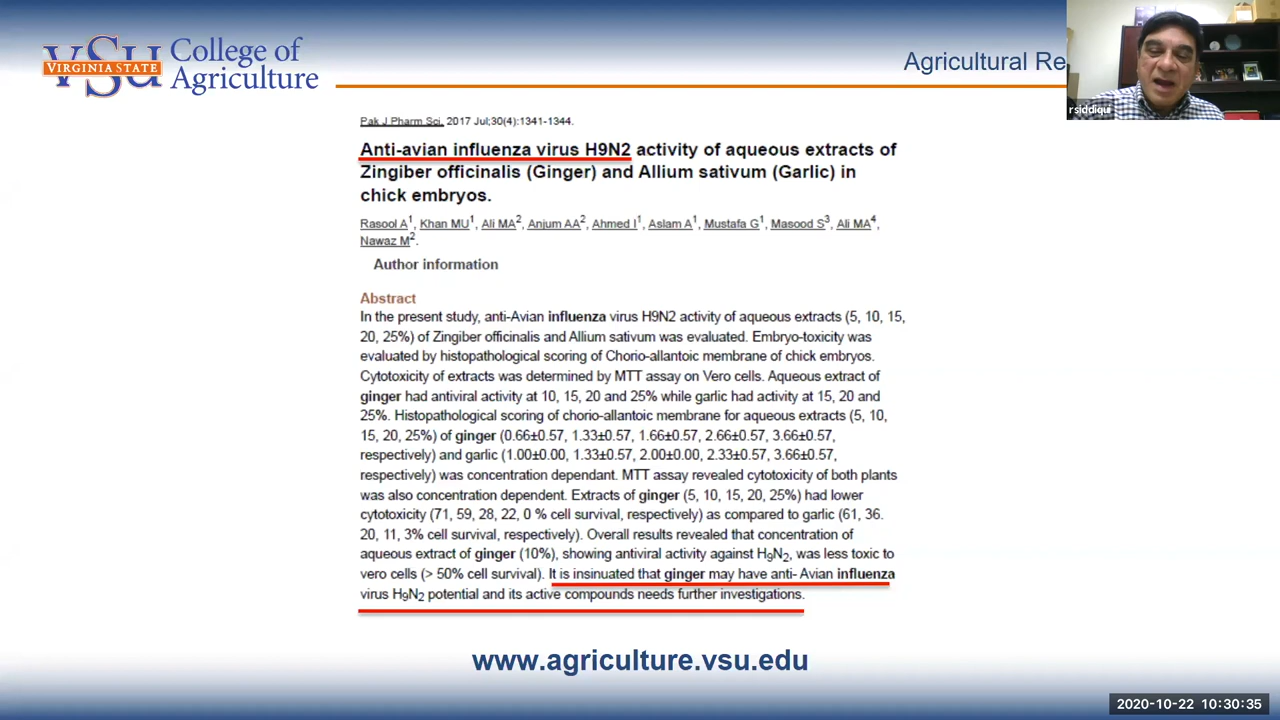 VSU
VIRGINIA STATE
College of
Agriculture
Agricultural Re
rsiddiqui
Pak J Pharm Sci. 2017 Jul;30(4):1341-1344.
Anti-avian influenza virus H9N2 activity of aqueous extracts of
Zingiber officinalis (Ginger) and Allium sativum (Garlic) in
chick embryos.
Rasool A1, Khan MU1, Ali MA2, Anjum AA2, Ahmed I1, Aslam A1, Mustafa G1, Masood S3, Ali MA4,
Nawaz M2.
Author information
Abstract
In the present study, anti-Avian influenza virus H9N2 activity of aqueous extracts (5, 10, 15,
20, 25%) of Zingiber officinalis and Allium sativum was evaluated. Embryo-toxicity was
evaluated by histopathological scoring of Chorio-allantoic membrane of chick embryos.
Cytotoxicity of extracts was determined by MTT assay on Vero cells. Aqueous extract of
ginger had antiviral activity at 10, 15, 20 and 25% while garlic had activity at 15, 20 and
25%. Histopathological scoring of chorio-allantoic membrane for aqueous extracts (5, 10,
15, 20, 25%) of ginger (0.66±0.57, 1.33±0.57, 1.66±0.57, 2.66±0.57, 3.66±0.57,
respectively) and garlic (1.00±0.00, 1.33±0.57, 2.00±0.00, 2.33±0.57, 3.66±0.57,
respectively) was concentration dependant. MTT assay revealed cytotoxicity of both plants
was also concentration dependent. Extracts of ginger (5, 10, 15, 20, 25%) had lower
cytotoxicity (71, 59, 28, 22, 0 % cell survival, respectively) as compared to garlic (61, 36.
20, 11, 3% cell survival, respectively). Overall results revealed that concentration of
aqueous extract of ginger (10%), showing antiviral activity against H9N2, was less toxic to
vero cells (> 50% cell survival). It is insinuated that ginger may have anti- Avian influenza
virus H9N2 potential and its active compounds needs further investigations.
www.agriculture.vsu.edu
2020-10-22 10:30:35